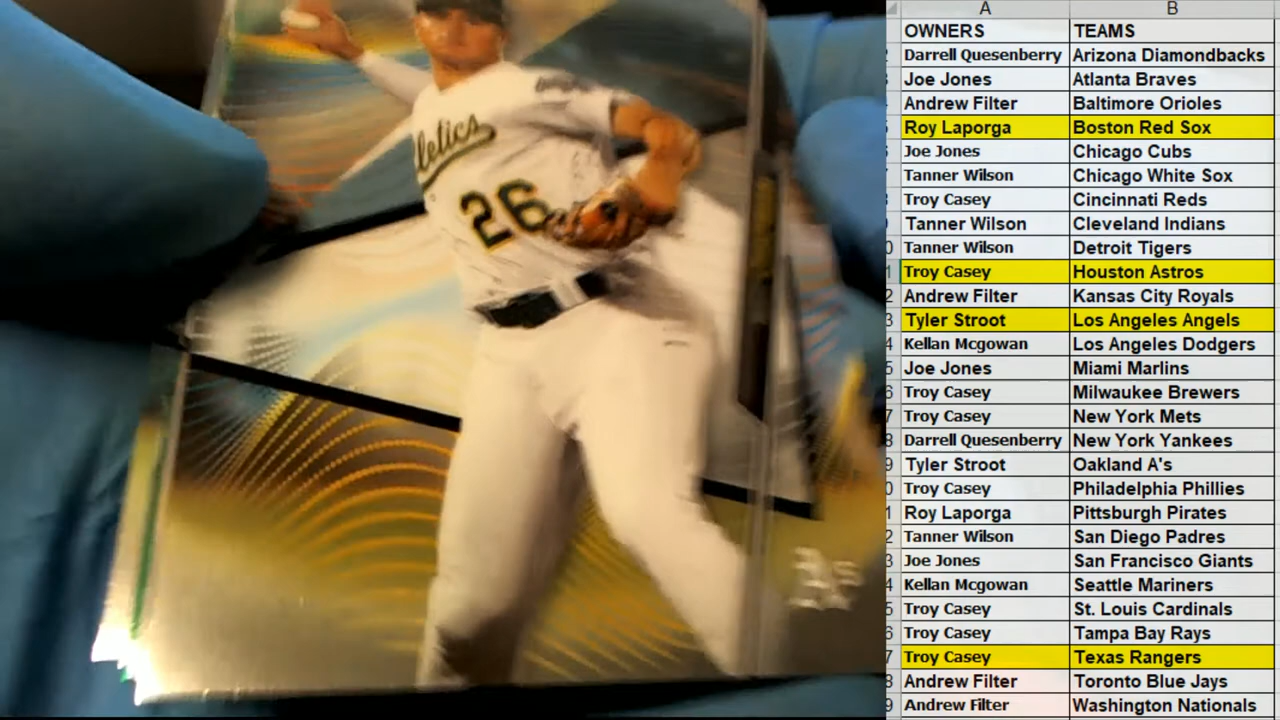 letics
26
A's
A B
OWNERS TEAMS
Darrell Quesenberry Arizona Diamondbacks
Joe Jones Atlanta Braves
Andrew Filter Baltimore Orioles
Roy Laporga Boston Red Sox
Joe Jones Chicago Cubs
Tanner Wilson Chicago White Sox
Troy Casey Cincinnati Reds
Tanner Wilson Cleveland Indians
Tanner Wilson Detroit Tigers
Troy Casey Houston Astros
Andrew Filter Kansas City Royals
Tyler Stroot Los Angeles Angels
Kellan Mcgowan Los Angeles Dodgers
Joe Jones Miami Marlins
Troy Casey Milwaukee Brewers
Troy Casey New York Mets
Darrell Quesenberry New York Yankees
Tyler Stroot Oakland A's
Troy Casey Philadelphia Phillies
Roy Laporga Pittsburgh Pirates
Tanner Wilson San Diego Padres
Joe Jones San Francisco Giants
Kellan Mcgowan Seattle Mariners
Troy Casey St. Louis Cardinals
Troy Casey Tampa Bay Rays
Troy Casey Texas Rangers
Andrew Filter Toronto Blue Jays
Andrew Filter Washington Nationals